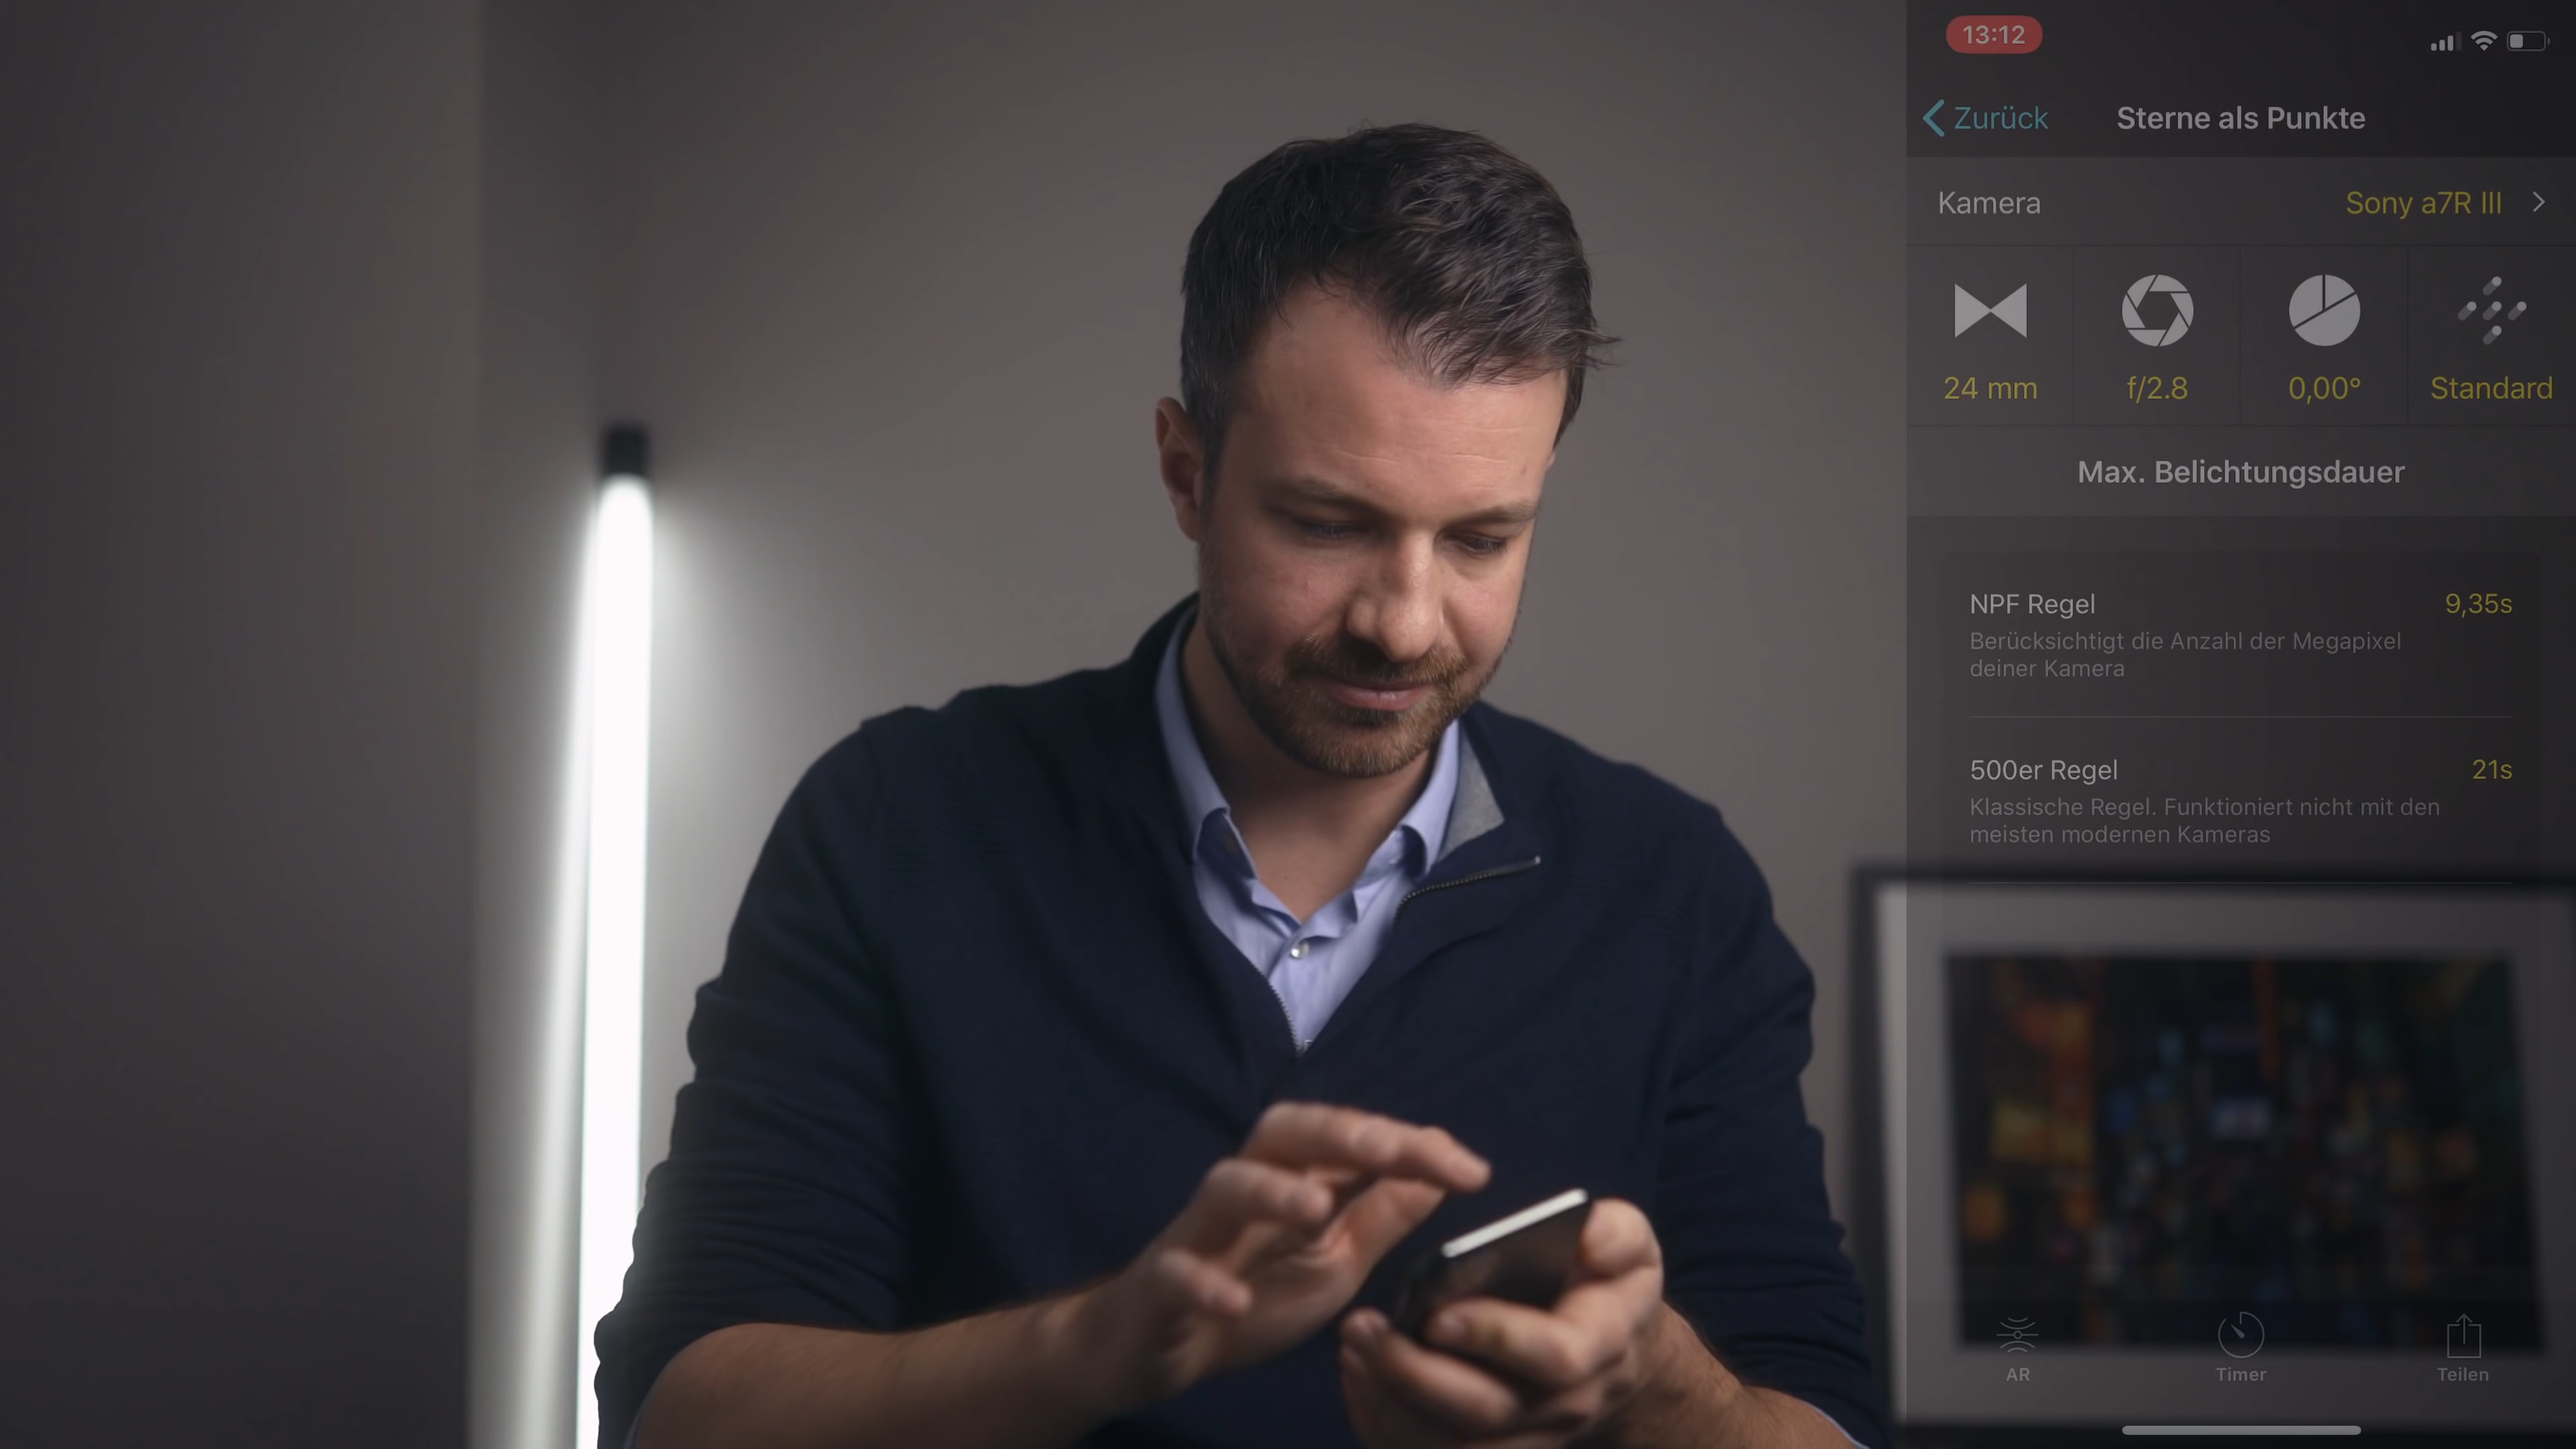 13:12
Zurück
Sterne als Punkte
Kamera
Sony a7R III
24 mm
f/2.8
0,00°
Standard
Max. Belichtungsdauer
NPF Regel
9,35s
Berücksichtigt die Anzahl der Megapixel
deiner Kamera
500er Regel
21s
Klassische Regel. Funktioniert nicht mit den
meisten modernen Kameras
AR
Timer
Teilen